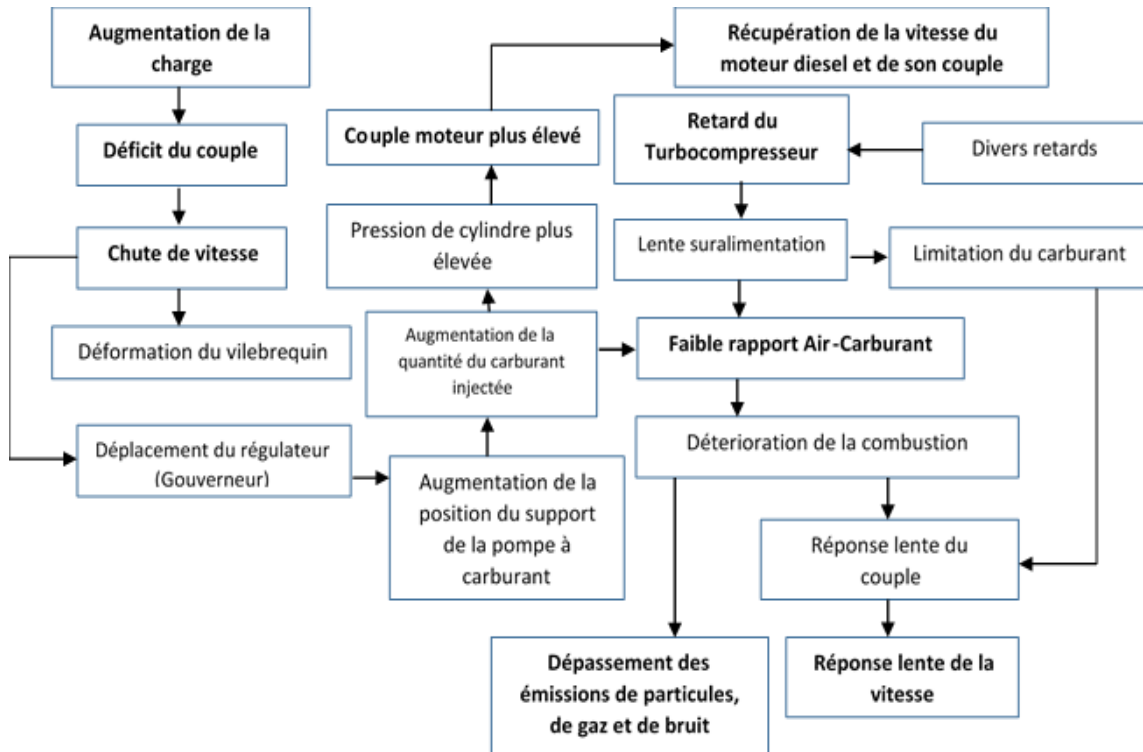 Augmentation de la
charge
Récupération de la vitesse du
moteur diesel et de son couple
Déficit du couple
Couple moteur plus élevé
Retard du
Turbocompresseur
Divers retards
Chute de vitesse
Pression de cylindre plus
élevée
Lente suralimentation
Limitation du carburant
Déformation du vilebrequin
Augmentation de la
quantité du carburant
injectée
Faible rapport Air-Carburant
Déplacement du régulateur
(Gouverneur)
Augmentation de la
position du support
de la pompe à
carburant
Déterioration de la combustion
Réponse lente du
couple
Dépassement des
émissions de particules,
de gaz et de bruit
Réponse lente de la
vitesse